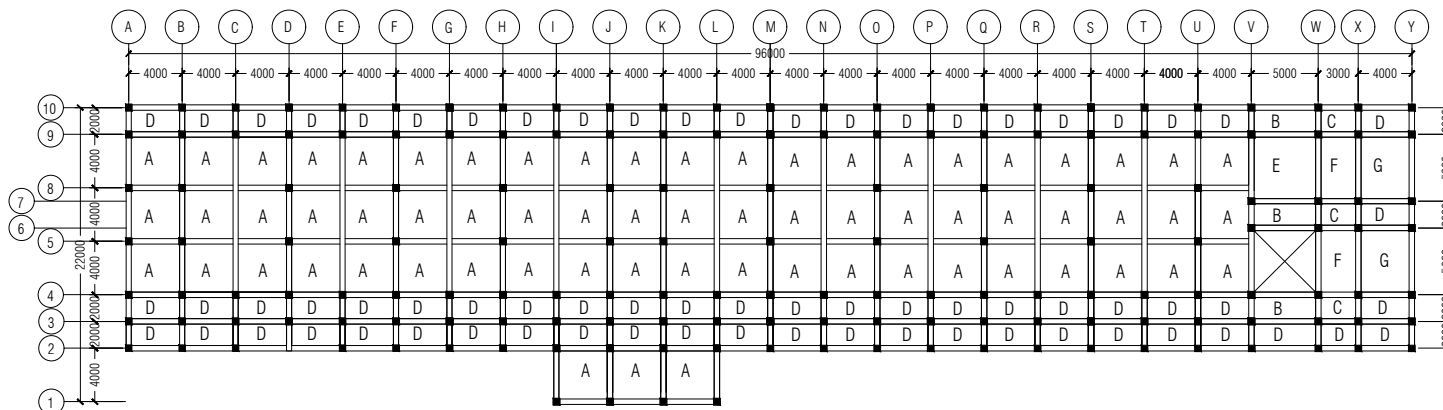 A B C D E F G H I J K L M N O P Q R S T U V W X Y
96000
4000 4000 4000 4000 4000 4000 4000 4000 4000 4000 4000 4000 4000 4000 4000 4000 4000 4000 4000 4000 4000 5000 3000 4000
10
2000 D D D D D D D D D D D D D D D D D D D D D B C D
9
4000 A A A A A A A A A A A A A A A A A A A A A E F G
8
7
4000 A A A A A A A A A A A A A A A A A A A A A B C D
6
5
22000
4000 A A A A A A A A A A A A A A A A A A A A A F G
4
2000 D D D D D D D D D D D D D D D D D D D D D B C D
3
2000 D D D D D D D D D D D D D D D D D D D D D D D D
2
4000 A A A
1